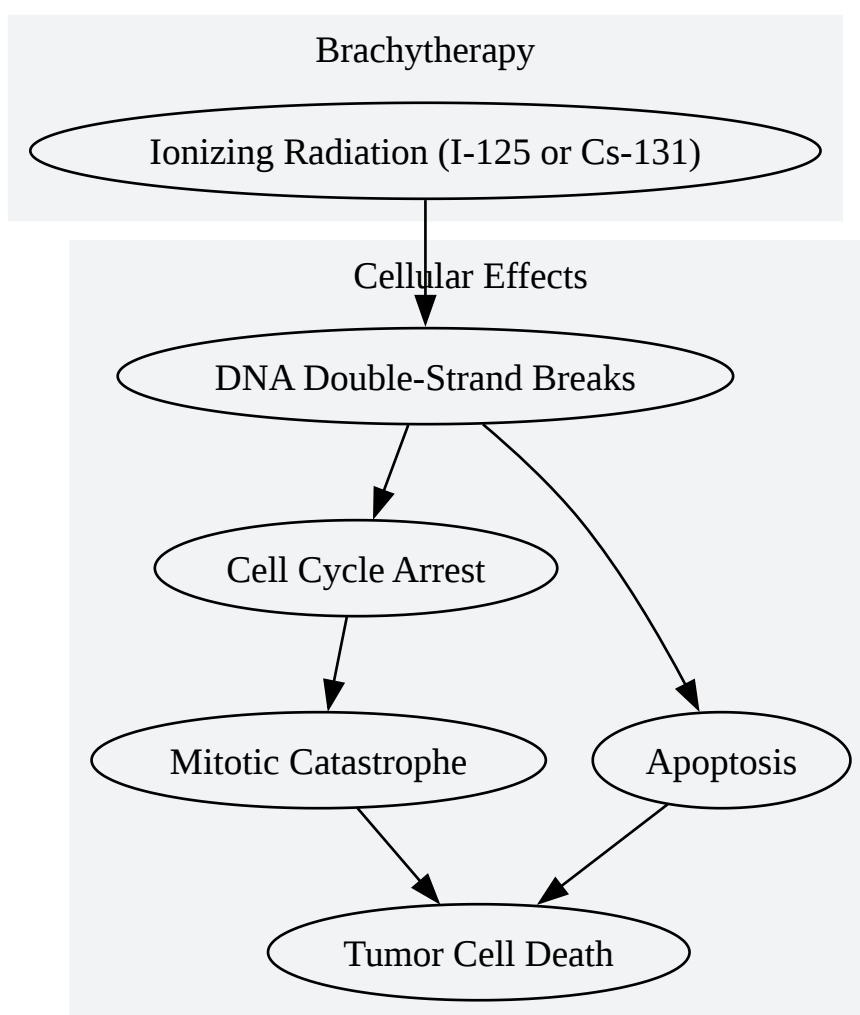 Brachytherapy
Ionizing Radiation (I-125 or Cs-131)
Cellular Effects
DNA Double-Strand Breaks
Cell Cycle Arrest
Mitotic Catastrophe
Apoptosis
Tumor Cell Death